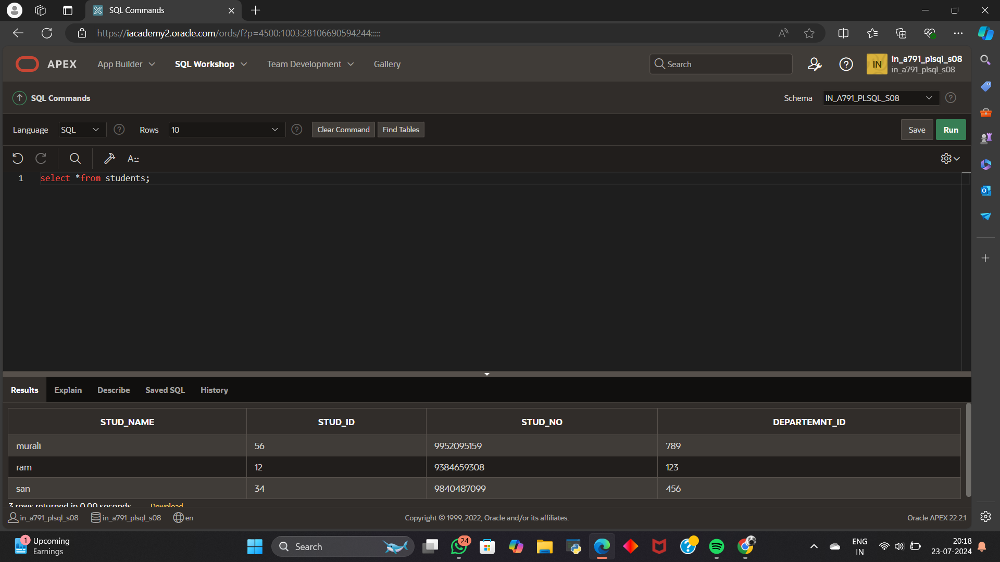 SQL Commands
https://iacademy2.oracle.com/ords/f?p=4500:1003:28106690594244:::::
APEX App Builder SQL Workshop Team Development Gallery Search IN in_a791_plsql_s08
in_a791_plsql_s08
SQL Commands Schema IN_A791_PLSQL_S08
Language SQL Rows 10 Clear Command Find Tables Save Run
1 select *from students;
Results Explain Describe Saved SQL History
STUD_NAME STUD_ID STUD_NO DEPARTEMNT_ID
murali 56 9952095159 789
ram 12 9384659308 123
san 34 9840487099 456
3 rows returned in 0.00 seconds Download
in_a791_plsql_s08 in_a791_plsql_s08 en Copyright © 1999, 2022, Oracle and/or its affiliates. Oracle APEX 22.2.1
1 Upcoming
Earnings
Search
24
ENG
IN
20:18
23-07-2024